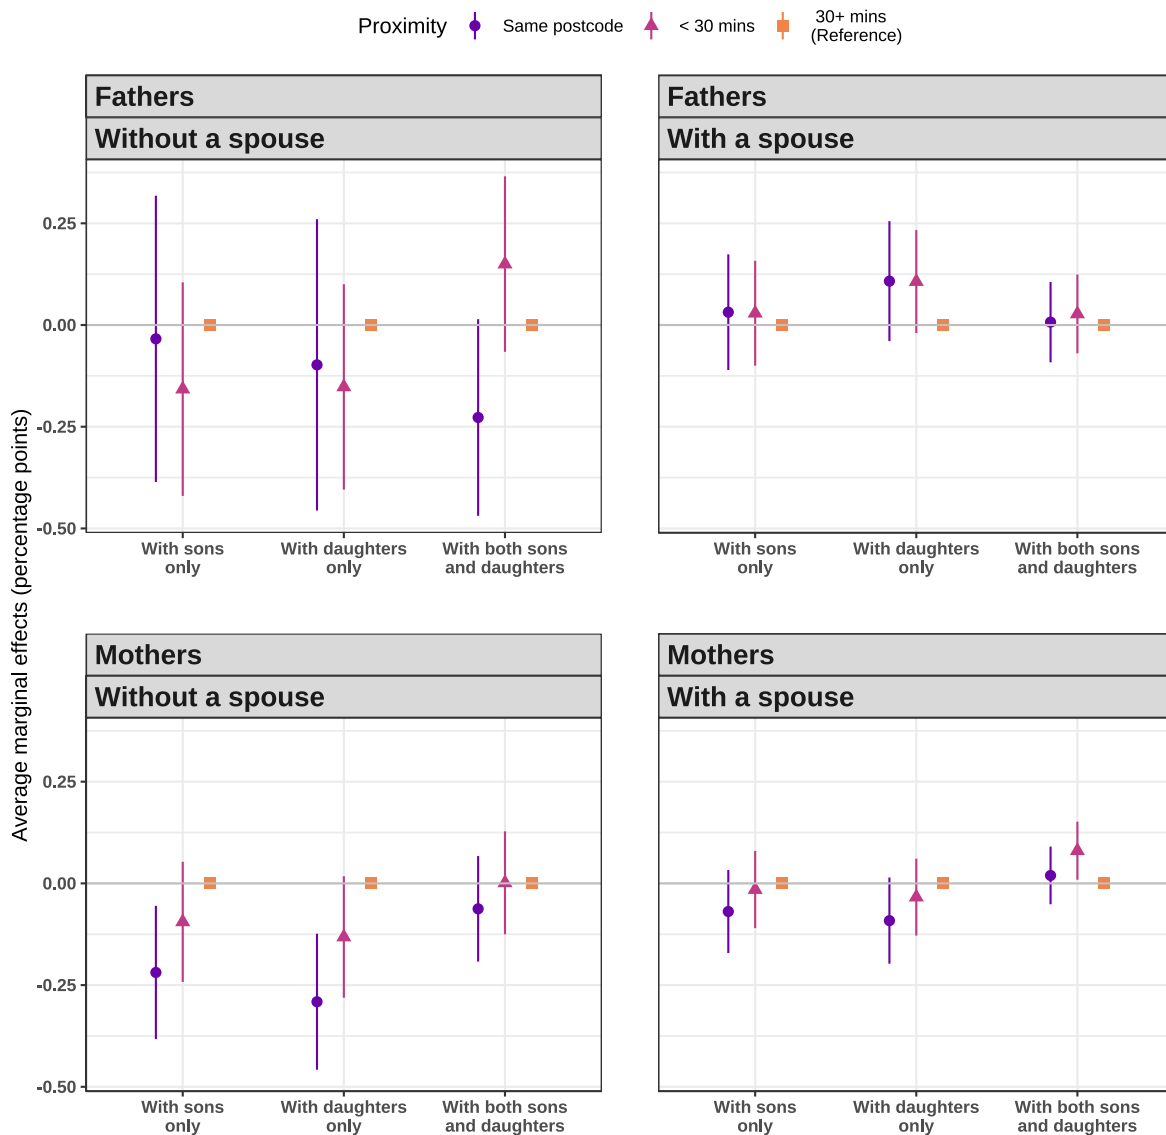 Proximity Same postcode < 30 mins 30+ mins
(Reference)
Fathers
Without a spouse
Fathers
With a spouse
0.25
0.00
-0.25
-0.50
With sons
only
With daughters
only
With both sons
and daughters
With sons
only
With daughters
only
With both sons
and daughters
Average marginal effects (percentage points)
Mothers
Without a spouse
Mothers
With a spouse
0.25
0.00
-0.25
-0.50
With sons
only
With daughters
only
With both sons
and daughters
With sons
only
With daughters
only
With both sons
and daughters